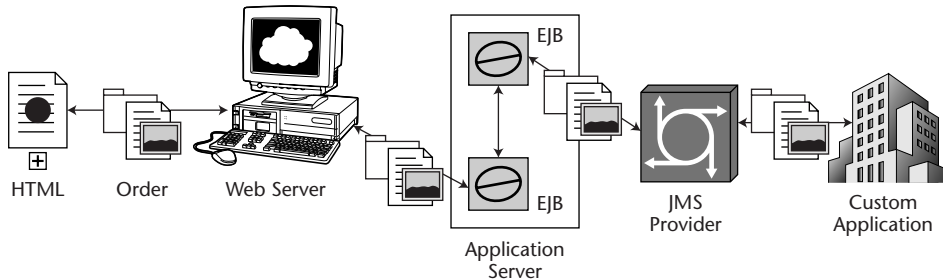 EJB
EJB
HTML
Order
Web Server
JMS
Provider
Custom
Application
Application
Server